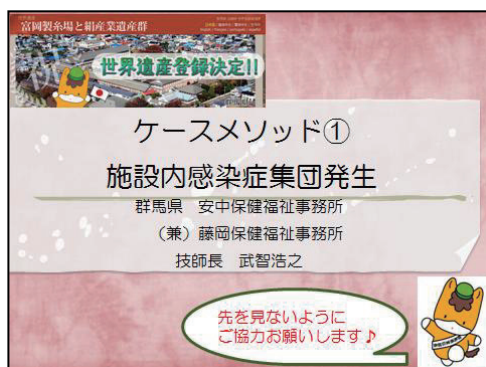 富岡製糸場と絹産業遺産群
世界遺産登録決定!!
ケースメソッド①
施設内感染症集団発生
群馬県 安中保健福祉事務所
（兼）藤岡保健福祉事務所
技師長 武智浩之
先を見ないように
ご協力お願いします♪